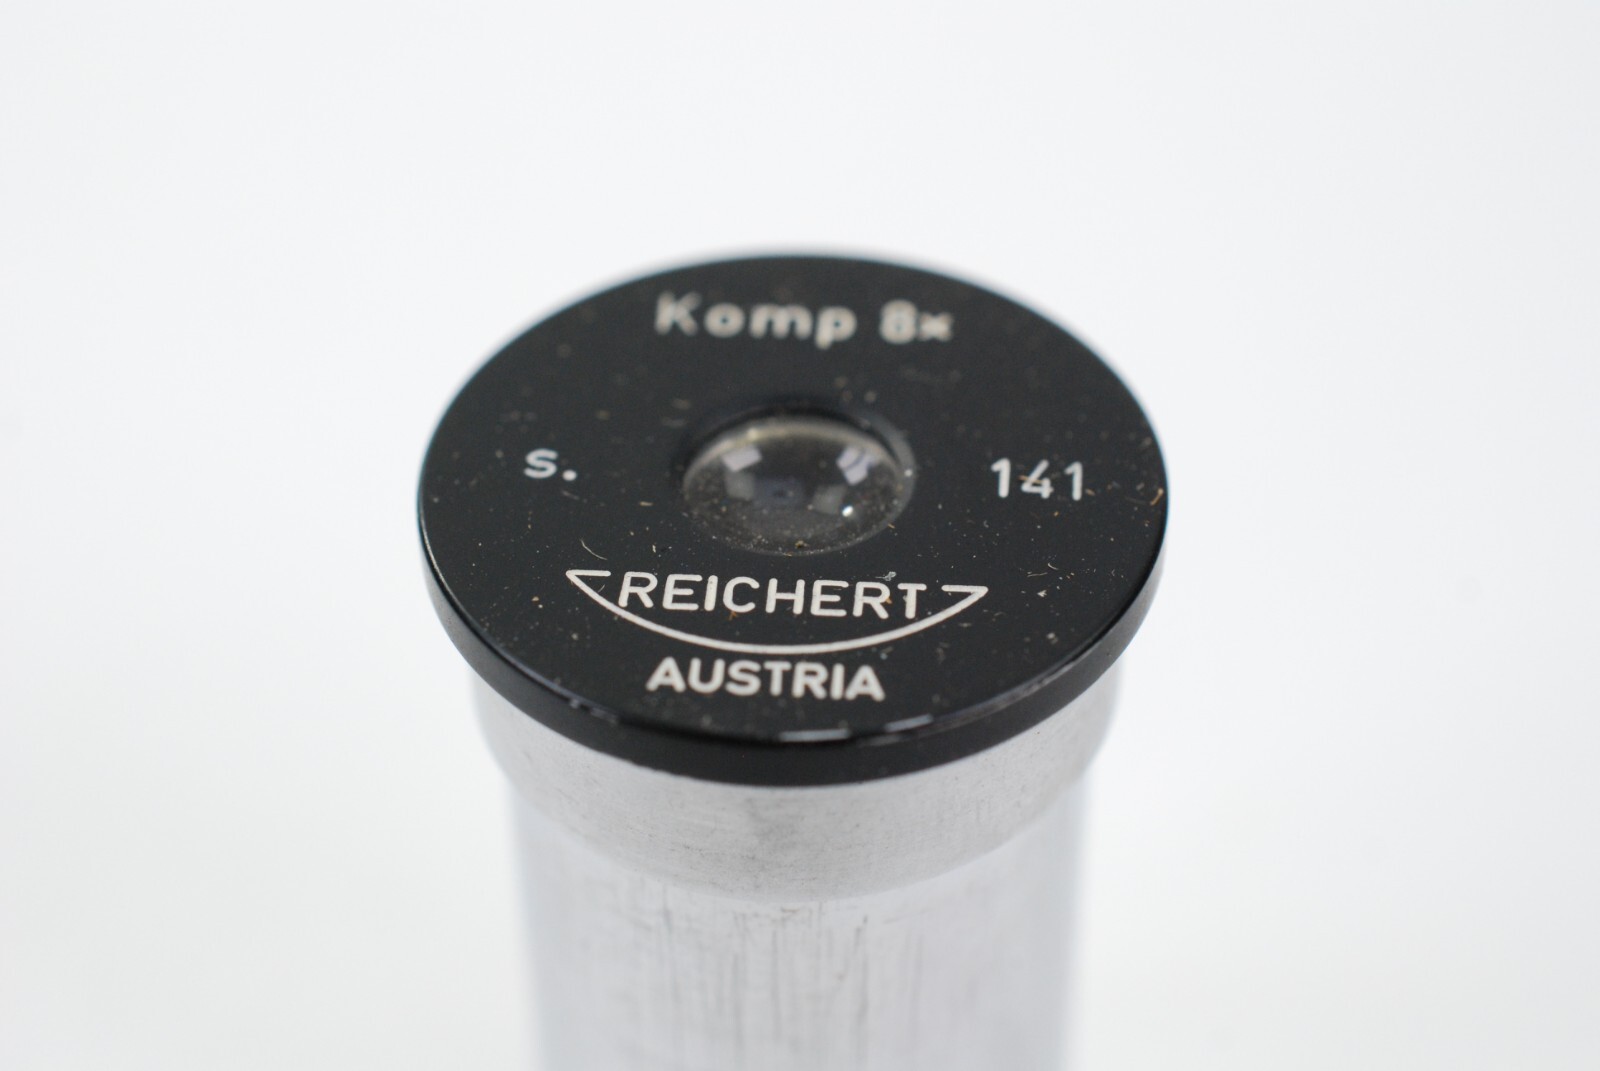 Komp 8x
s. 141
REICHERT
AUSTRIA